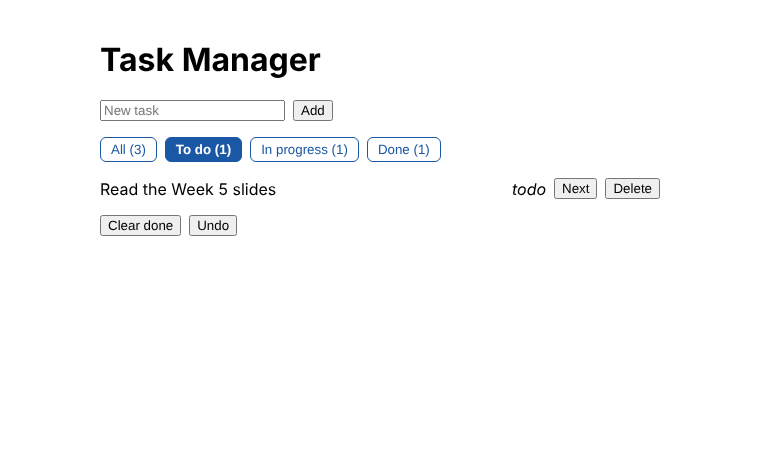 Task Manager
New task Add
All (3) To do (1) In progress (1) Done (1)
Read the Week 5 slides todo Next Delete
Clear done Undo